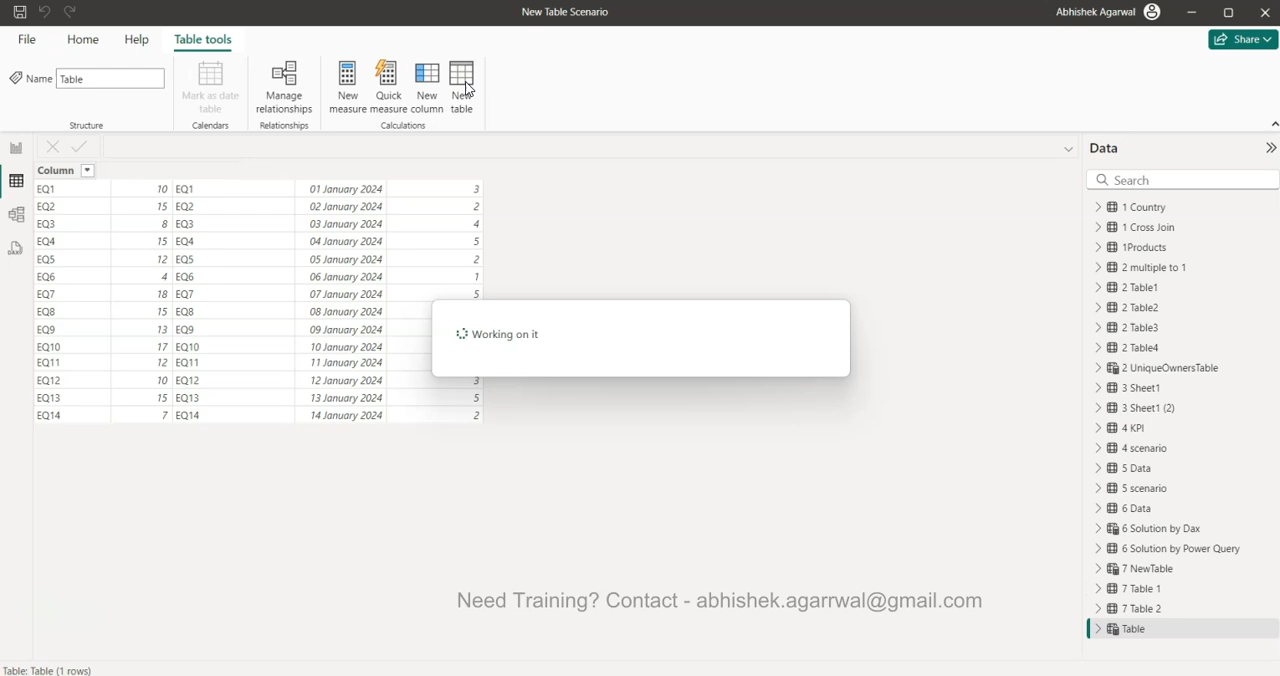 New Table Scenario
Abhishek Agarwal
File
Home
Help
Table tools
Share
Name
Table
Mark as date
table
Manage
relationships
New
measure
Quick
measure
New
column
New
table
Structure
Calendars
Relationships
Calculations
Column
EQ1 10 EQ1 01 January 2024 3
EQ2 15 EQ2 02 January 2024 2
EQ3 8 EQ3 03 January 2024 4
EQ4 15 EQ4 04 January 2024 5
EQ5 12 EQ5 05 January 2024 2
EQ6 4 EQ6 06 January 2024 1
EQ7 18 EQ7 07 January 2024 5
EQ8 15 EQ8 08 January 2024
EQ9 13 EQ9 09 January 2024
EQ10 17 EQ10 10 January 2024
EQ11 12 EQ11 11 January 2024
EQ12 10 EQ12 12 January 2024 3
EQ13 15 EQ13 13 January 2024 5
EQ14 7 EQ14 14 January 2024 2
Working on it
Need Training? Contact - abhishek.agarrwal@gmail.com
Data
Search
1 Country
1 Cross Join
1Products
2 multiple to 1
2 Table1
2 Table2
2 Table3
2 Table4
2 UniqueOwnersTable
3 Sheet1
3 Sheet1 (2)
4 KPI
4 scenario
5 Data
5 scenario
6 Data
6 Solution by Dax
6 Solution by Power Query
7 NewTable
7 Table 1
7 Table 2
Table
Table: Table (1 rows)